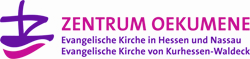 ZENTRUM OEKUMENE
Evangelische Kirche in Hessen und Nassau
Evangelische Kirche von Kurhessen-Waldeck